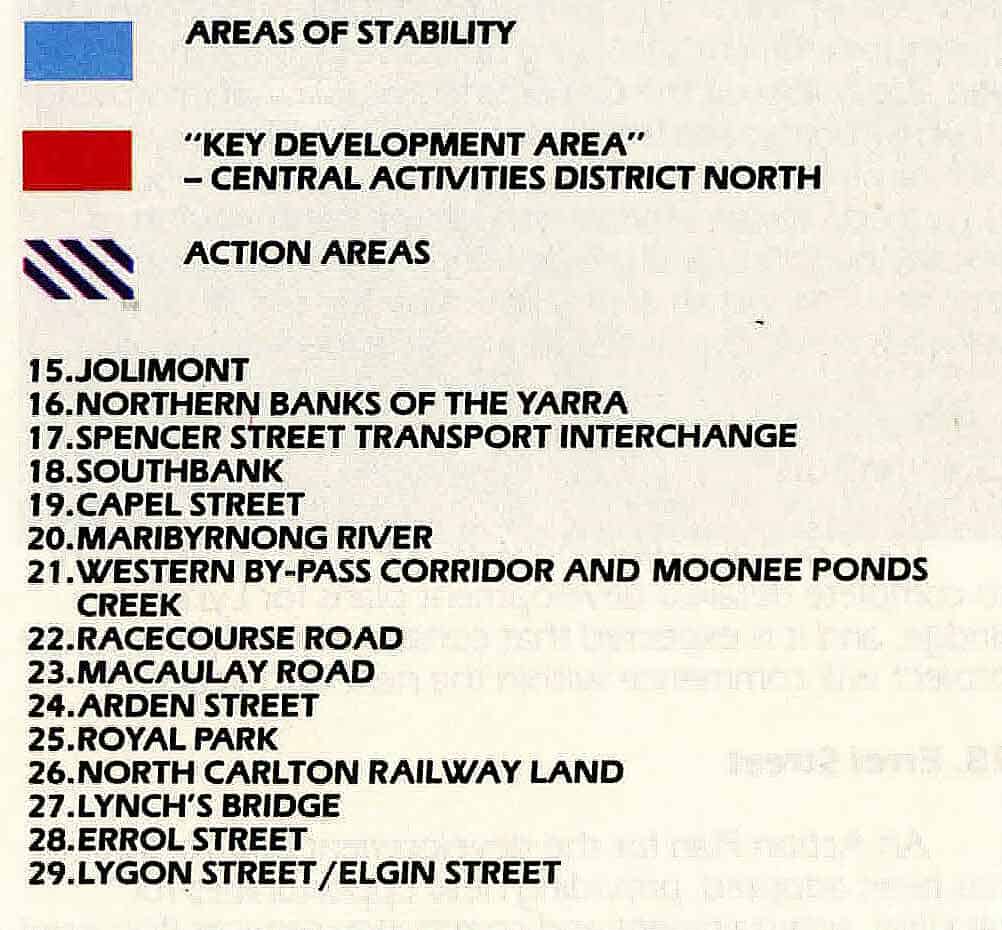 AREAS OF STABILITY
"KEY DEVELOPMENT AREA"
– CENTRAL ACTIVITIES DISTRICT NORTH
ACTION AREAS
15. JOLIMONT
16. NORTHERN BANKS OF THE YARRA
17. SPENCER STREET TRANSPORT INTERCHANGE
18. SOUTHBANK
19. CAPEL STREET
20. MARIBYRNONG RIVER
21. WESTERN BY-PASS CORRIDOR AND MOONEE PONDS
CREEK
22. RACECOURSE ROAD
23. MACAULAY ROAD
24. ARDEN STREET
25. ROYAL PARK
26. NORTH CARLTON RAILWAY LAND
27. LYNCH'S BRIDGE
28. ERROL STREET
29. LYGON STREET/ELGIN STREET